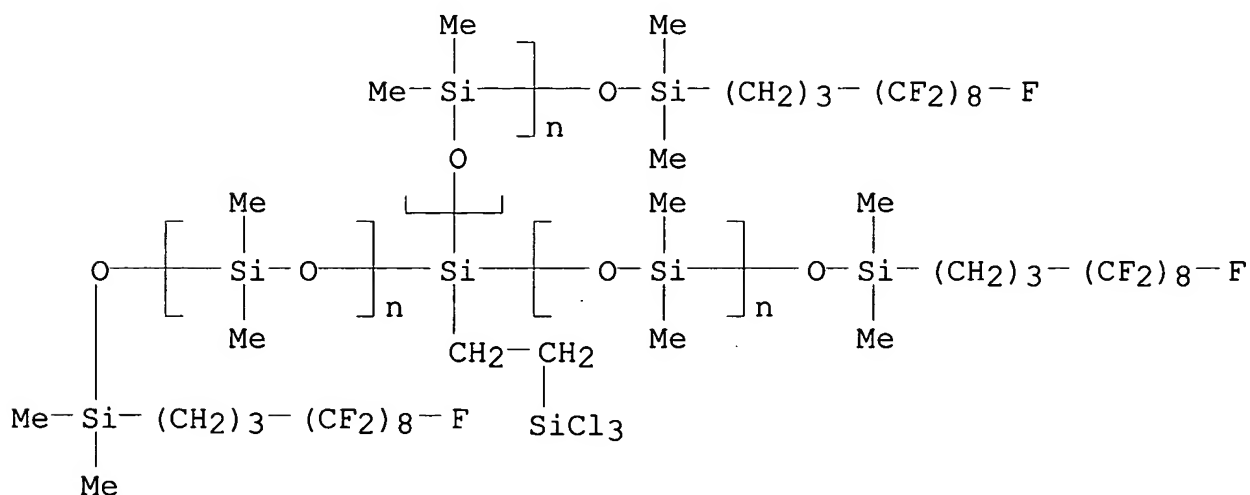 Me Me
Me-Si O-Si-(CH2)3-(CF2)8-F
n
O Me
Me Me Me
O Si-O Si O-Si O-Si-(CH2)3-(CF2)8-F
n n
Me CH2-CH2 Me Me
Me-Si-(CH2)3-(CF2)8-F SiCl3
Me